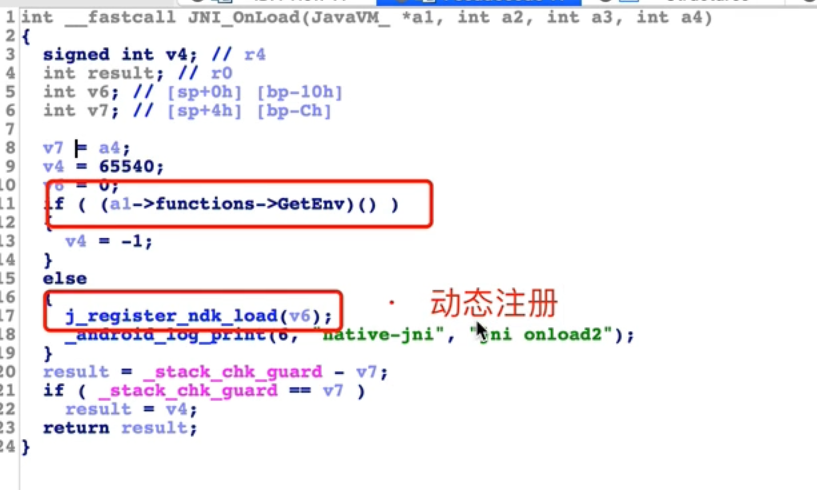 1 int __fastcall JNI_OnLoad(JavaVM_ *a1, int a2, int a3, int a4)
2 {
3 signed int v4; // r4
4 int result; // r0
5 int v6; // [sp+0h] [bp-10h]
6 int v7; // [sp+4h] [bp-Ch]
7
8 v7 = a4;
9 v4 = 65540;
10 v6 = 0;
11 if ( (a1->functions->GetEnv)() )
12 {
13 v4 = -1;
14 }
15 else
16 {
17 j_register_ndk_load(v6);
· 动态注册
18 _android_log_print(6, "native-jni", "jni onload2");
19 }
20 result = _stack_chk_guard - v7;
21 if ( _stack_chk_guard == v7 )
22 result = v4;
23 return result;
24 }